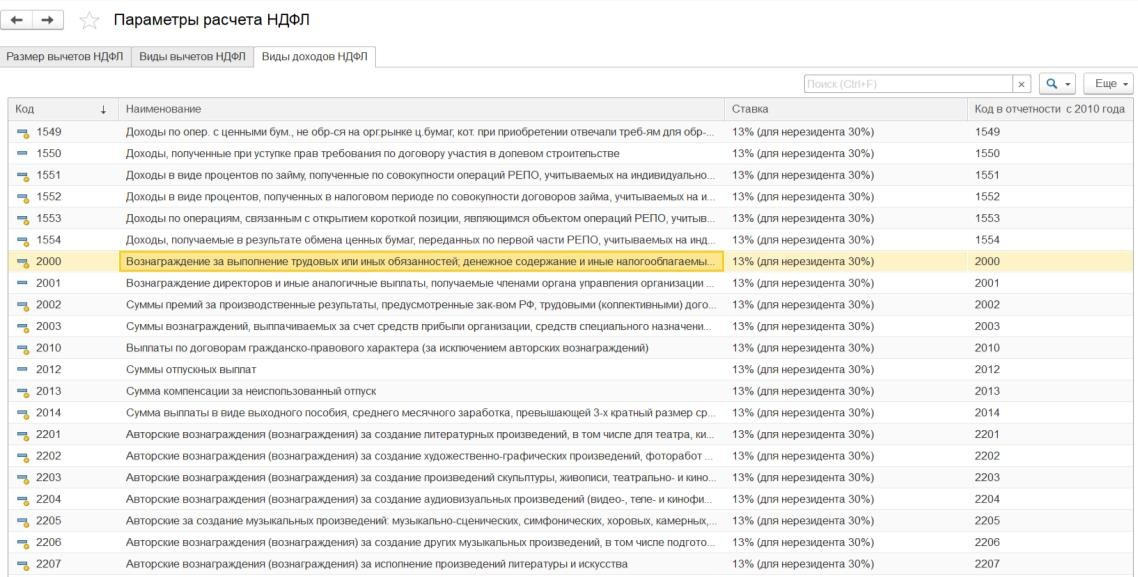 Параметры расчета НДФЛ
Размер вычетов НДФЛ Виды вычетов НДФЛ Виды доходов НДФЛ
Поиск (Ctrl+F) × Еще
Код ↓ Наименование Ставка Код в отчетности с 2010 года
1549 Доходы по опер. с ценными бум., не обр-ся на орг.рынке ц.бумаг, кот. при приобретении отвечали треб-ям для обр-... 13% (для нерезидента 30%) 1549
1550 Доходы, полученные при уступке прав требования по договору участия в долевом строительстве 13% (для нерезидента 30%) 1550
1551 Доходы в виде процентов по займу, полученные по совокупности операций РЕПО, учитываемых на индивидуально... 13% (для нерезидента 30%) 1551
1552 Доходы в виде процентов, полученных в налоговом периоде по совокупности договоров займа, учитываемых на и... 13% (для нерезидента 30%) 1552
1553 Доходы по операциям, связанным с открытием короткой позиции, являющимся объектом операций РЕПО, учитыв... 13% (для нерезидента 30%) 1553
1554 Доходы, получаемые в результате обмена ценных бумаг, переданных по первой части РЕПО, учитываемых на инд... 13% (для нерезидента 30%) 1554
2000 Вознаграждение за выполнение трудовых или иных обязанностей; денежное содержание и иные налогооблагаемы... 13% (для нерезидента 30%) 2000
2001 Вознаграждение директоров и иные аналогичные выплаты, получаемые членами органа управления организации ... 13% (для нерезидента 30%) 2001
2002 Суммы премий за производственные результаты, предусмотренные зак-вом РФ, трудовыми (коллективными) дого... 13% (для нерезидента 30%) 2002
2003 Суммы вознаграждений, выплачиваемых за счет средств прибыли организации, средств специального назначени... 13% (для нерезидента 30%) 2003
2010 Выплаты по договорам гражданско-правового характера (за исключением авторских вознаграждений) 13% (для нерезидента 30%) 2010
2012 Суммы отпускных выплат 13% (для нерезидента 30%) 2012
2013 Сумма компенсации за неиспользованный отпуск 13% (для нерезидента 30%) 2013
2014 Сумма выплаты в виде выходного пособия, среднего месячного заработка, превышающей 3-х кратный размер ср... 13% (для нерезидента 30%) 2014
2201 Авторские вознаграждения (вознаграждения) за создание литературных произведений, в том числе для театра, ки... 13% (для нерезидента 30%) 2201
2202 Авторские вознаграждения (вознаграждения) за создание художественно-графических произведений, фоторабот ... 13% (для нерезидента 30%) 2202
2203 Авторские вознаграждения (вознаграждения) за создание произведений скульптуры, живописи, театрально- и кино... 13% (для нерезидента 30%) 2203
2204 Авторские вознаграждения (вознаграждения) за создание аудиовизуальных произведений (видео-, теле- и кинофи... 13% (для нерезидента 30%) 2204
2205 Авторские за создание музыкальных произведений: музыкально-сценических, симфонических, хоровых, камерных,... 13% (для нерезидента 30%) 2205
2206 Авторские вознаграждения (вознаграждения) за создание других музыкальных произведений, в том числе подгото... 13% (для нерезидента 30%) 2206
2207 Авторские вознаграждения (вознаграждения) за исполнение произведений литературы и искусства 13% (для нерезидента 30%) 2207